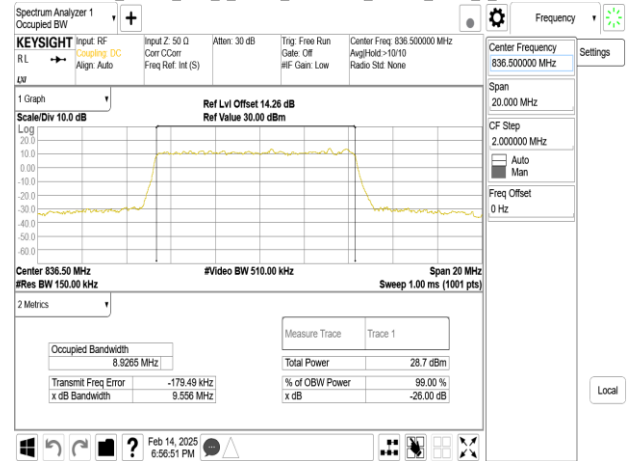 Spectrum Analyzer 1
Occupied BW
+
Frequency
KEYSIGHT
RL
LXI
Input: RF
Coupling: DC
Align: Auto
Input Z: 50 Ω
Corr CCorr
Freq Ref: Int (S)
Atten: 30 dB
Trig: Free Run
Gate: Off
#IF Gain: Low
Center Freq: 836.500000 MHz
Avg|Hold:>10/10
Radio Std: None
Center Frequency
836.500000 MHz
Settings
Span
20.000 MHz
CF Step
2.000000 MHz
Auto
Man
Freq Offset
0 Hz
Local
1 Graph
Ref Lvl Offset 14.26 dB
Scale/Div 10.0 dB
Ref Value 30.00 dBm
Log
20.0
10.0
0.00
-10.0
-20.0
-30.0
-40.0
-50.0
-60.0
Center 836.50 MHz
#Video BW 510.00 kHz
Span 20 MHz
#Res BW 150.00 kHz
Sweep 1.00 ms (1001 pts)
2 Metrics
Measure Trace
Trace 1
Occupied Bandwidth
8.9265 MHz
Total Power
28.7 dBm
Transmit Freq Error
-179.49 kHz
% of OBW Power
99.00 %
x dB Bandwidth
9.556 MHz
x dB
-26.00 dB
?
Feb 14, 2025
6:56:51 PM